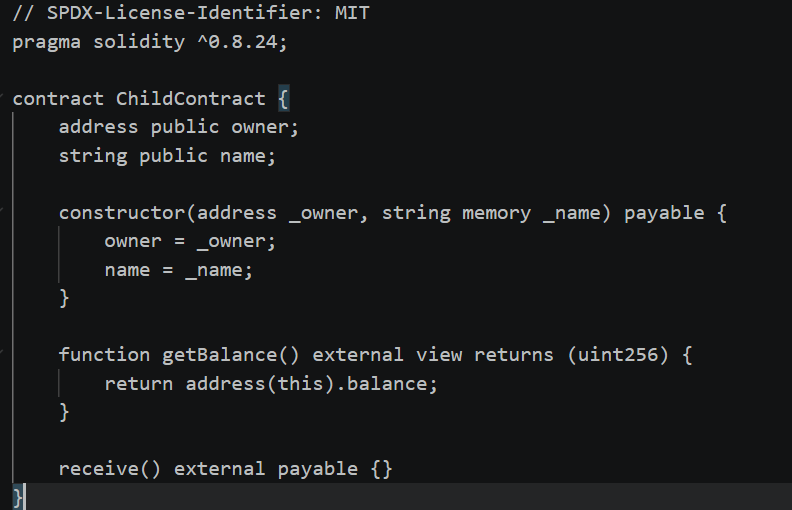 // SPDX-License-Identifier: MIT
pragma solidity ^0.8.24;

contract ChildContract {
    address public owner;
    string public name;

    constructor(address _owner, string memory _name) payable {
        owner = _owner;
        name = _name;
    }

    function getBalance() external view returns (uint256) {
        return address(this).balance;
    }

    receive() external payable {}
}